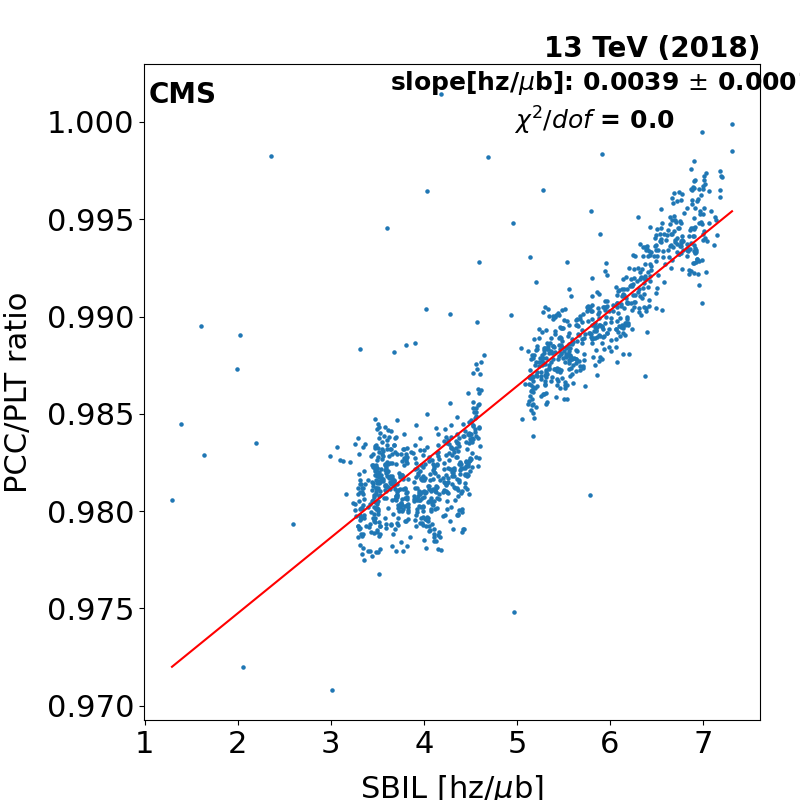 13 TeV (2018)
slope[hz/μb]: 0.0039 ± 0.000
CMS
χ²/dof = 0.0
1.000
0.995
0.990
0.985
0.980
0.975
0.970
PCC/PLT ratio
1 2 3 4 5 6 7
SBIL [hz/μb]